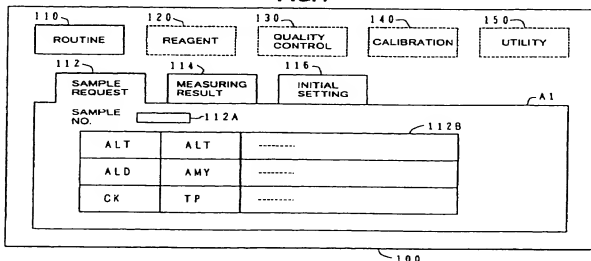 110 120 130 140 150
ROUTINE REAGENT QUALITY CONTROL CALIBRATION UTILITY
112 114 116
SAMPLE REQUEST MEASURING RESULT INITIAL SETTING A1
SAMPLE NO. 112A 112B
ALT ALT --------
ALD AMY --------
CK TP --------
100